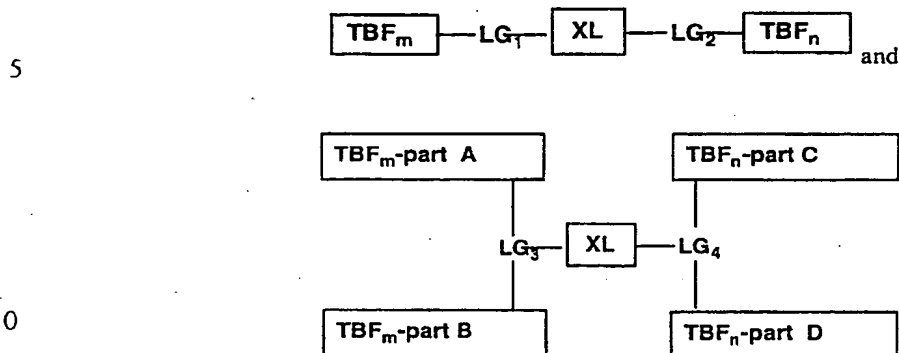 TBFm LG1 XL LG2 TBFn and
5
TBFm-part A TBFn-part C
LG3 XL LG4
0
TBFm-part B TBFn-part D